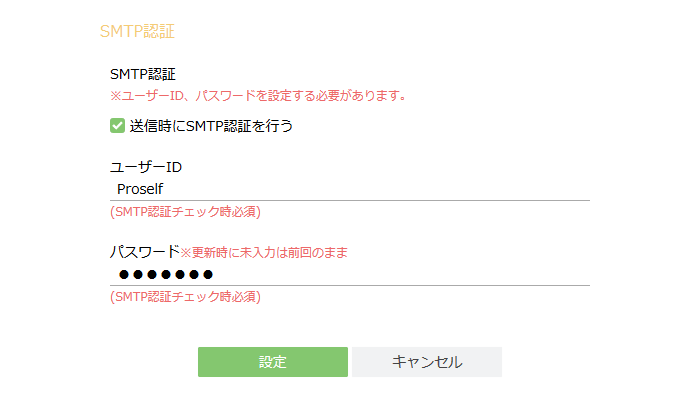 SMTP認証
SMTP認証
※ユーザーID、パスワードを設定する必要があります。
送信時にSMTP認証を行う
ユーザーID
Proself
(SMTP認証チェック時必須)
パスワード※更新時に未入力は前回のまま
●●●●●●●
(SMTP認証チェック時必須)
設定 キャンセル